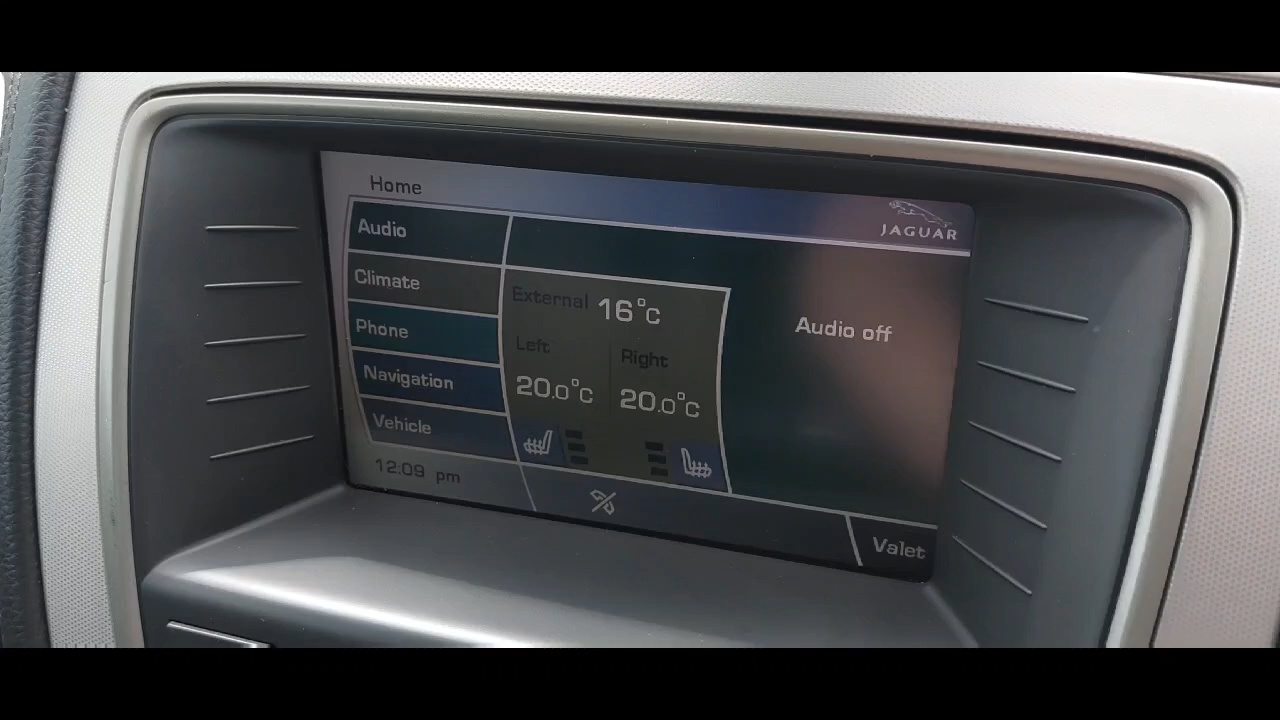 Home
JAGUAR
Audio
Climate
Phone
Navigation
Vehicle
External 16°C
Left
Right
20.0°C
20.0°C
Audio off
12:09 pm
Valet